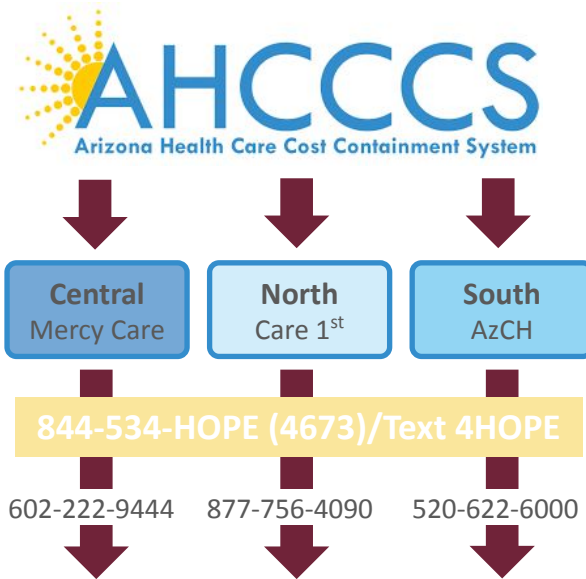 AHCCCS
Arizona Health Care Cost Containment System
Central
Mercy Care
North
Care 1st
South
AzCH
844-534-HOPE (4673)/Text 4HOPE
602-222-9444
877-756-4090
520-622-6000